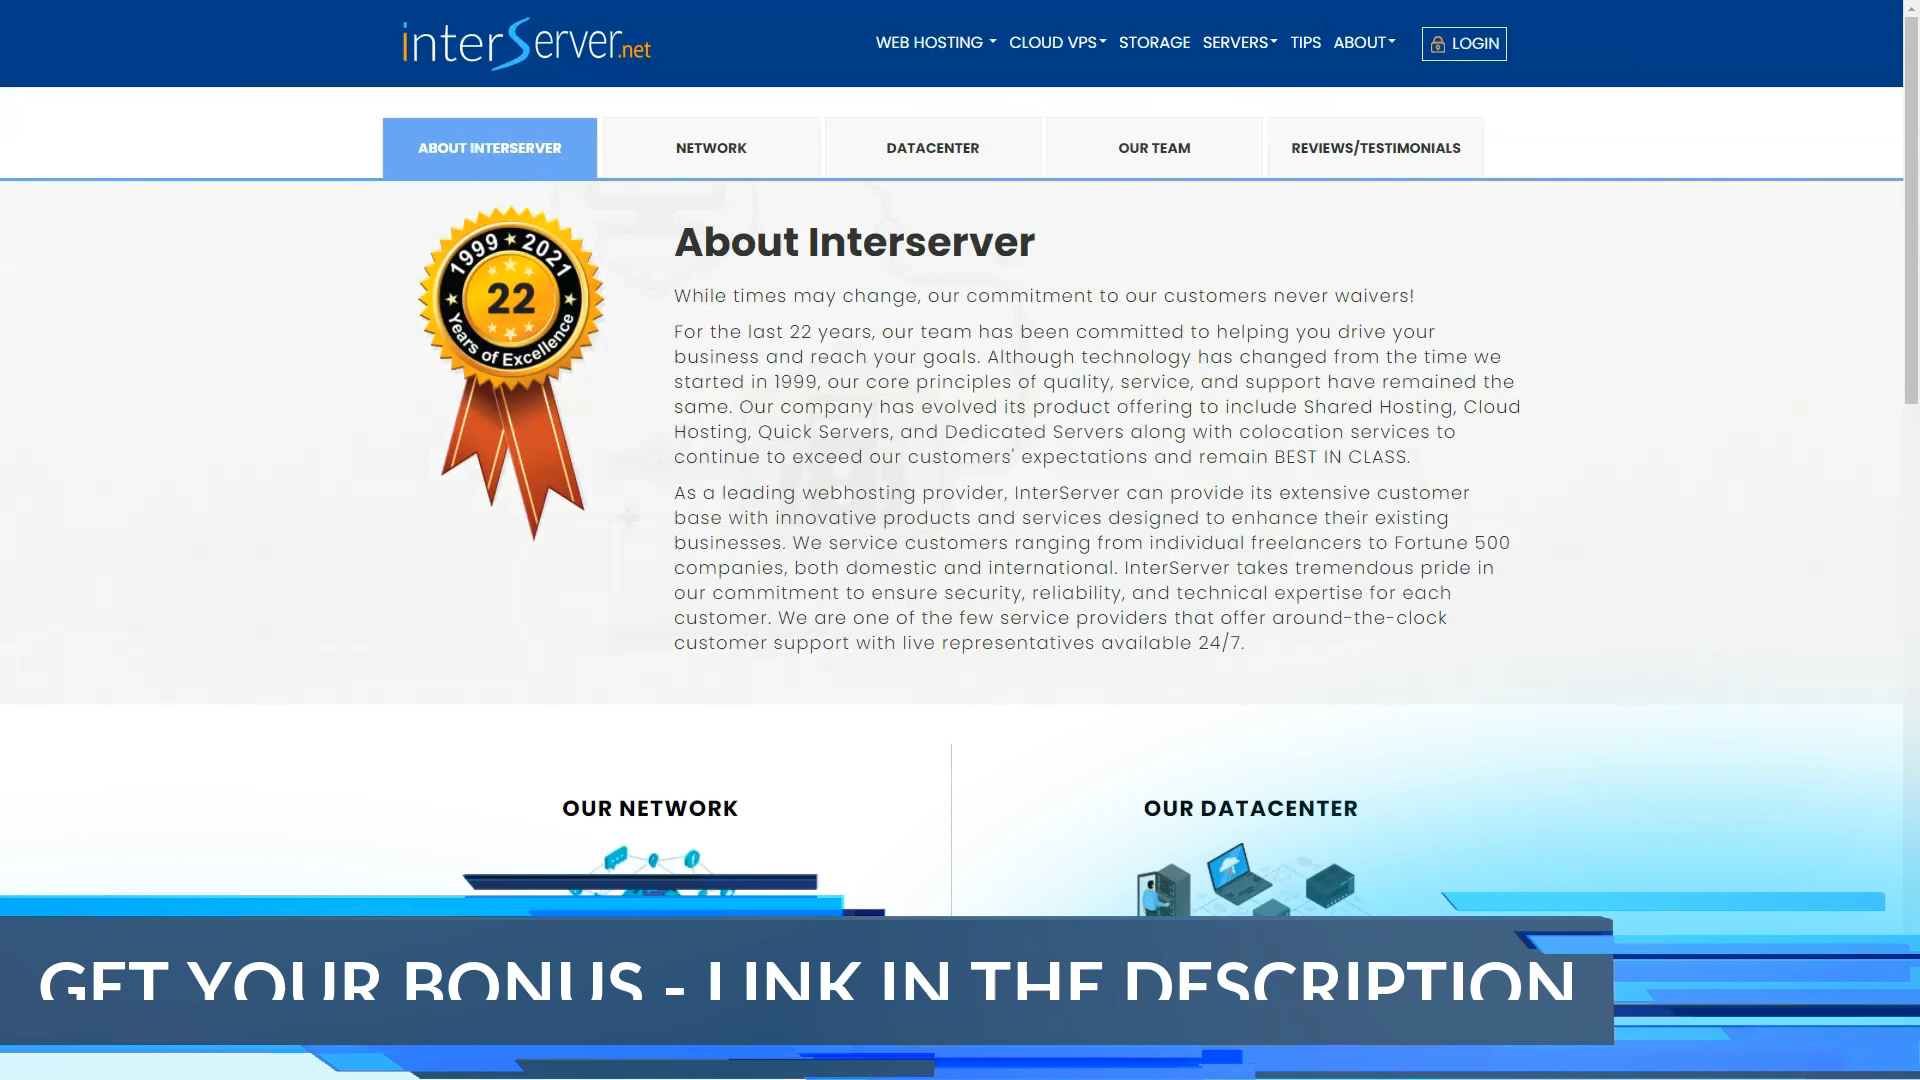 interServer.net
WEB HOSTING CLOUD VPS STORAGE SERVERS TIPS ABOUT LOGIN
ABOUT INTERSERVER NETWORK DATACENTER OUR TEAM REVIEWS/TESTIMONIALS
1999 ★ 2021
22
Years of Excellence
About Interserver
While times may change, our commitment to our customers never waivers!
For the last 22 years, our team has been committed to helping you drive your
business and reach your goals. Although technology has changed from the time we
started in 1999, our core principles of quality, service, and support have remained the
same. Our company has evolved its product offering to include Shared Hosting, Cloud
Hosting, Quick Servers, and Dedicated Servers along with colocation services to
continue to exceed our customers' expectations and remain BEST IN CLASS.
As a leading webhosting provider, InterServer can provide its extensive customer
base with innovative products and services designed to enhance their existing
businesses. We service customers ranging from individual freelancers to Fortune 500
companies, both domestic and international. InterServer takes tremendous pride in
our commitment to ensure security, reliability, and technical expertise for each
customer. We are one of the few service providers that offer around-the-clock
customer support with live representatives available 24/7.
OUR NETWORK
OUR DATACENTER
GET YOUR BONUS - LINK IN THE DESCRIPTION